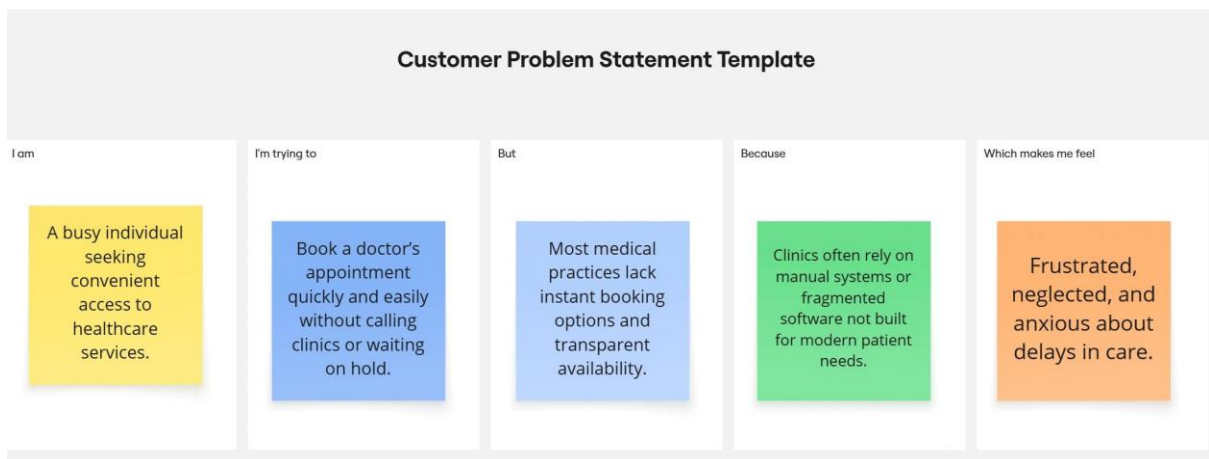 Customer Problem Statement Template
I am
A busy individual
seeking
convenient
access to
healthcare
services.
I'm trying to
Book a doctor’s
appointment
quickly and easily
without calling
clinics or waiting
on hold.
But
Most medical
practices lack
instant booking
options and
transparent
availability.
Because
Clinics often rely on
manual systems or
fragmented
software not built
for modern patient
needs.
Which makes me feel
Frustrated,
neglected, and
anxious about
delays in care.